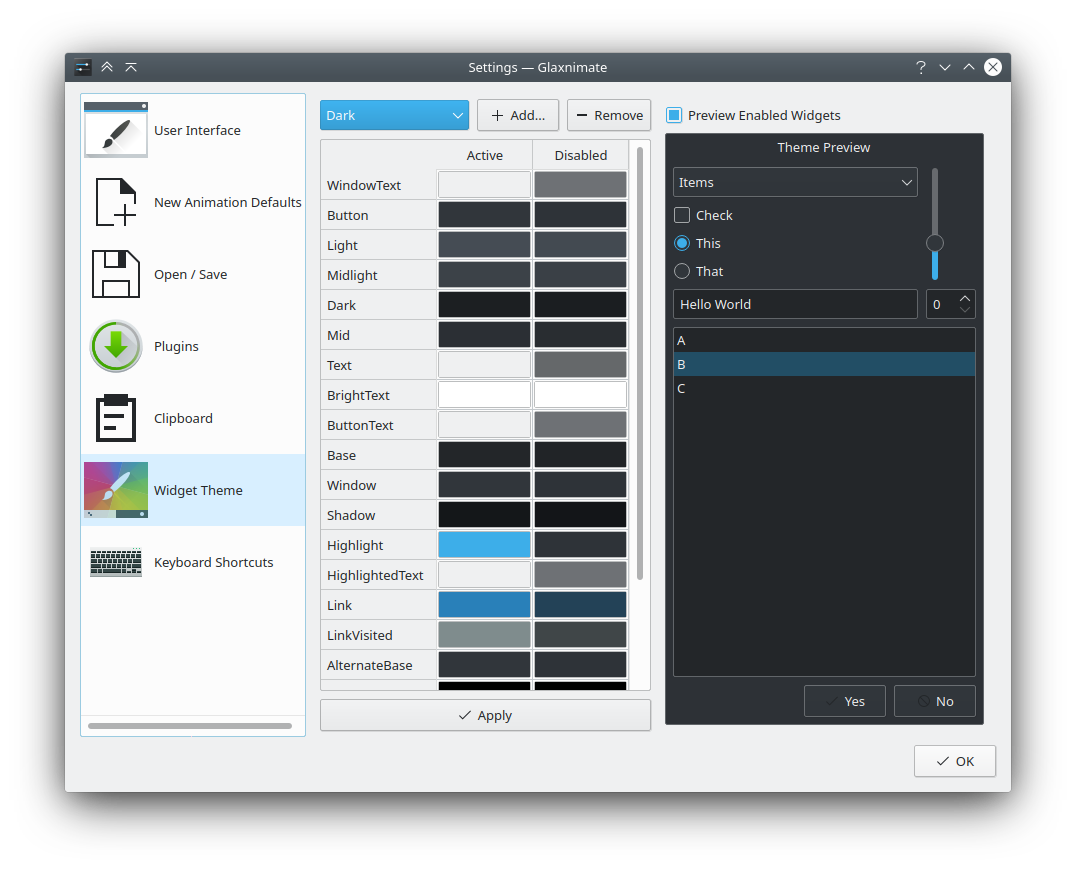 Settings — Glaxnimate
User Interface
New Animation Defaults
Open / Save
Plugins
Clipboard
Widget Theme
Keyboard Shortcuts
Dark
Add...
Remove
Active Disabled
WindowText
Button
Light
Midlight
Dark
Mid
Text
BrightText
ButtonText
Base
Window
Shadow
Highlight
HighlightedText
Link
LinkVisited
AlternateBase
Apply
Preview Enabled Widgets
Theme Preview
Items
Check
This
That
Hello World
0
A
B
C
Yes
No
OK